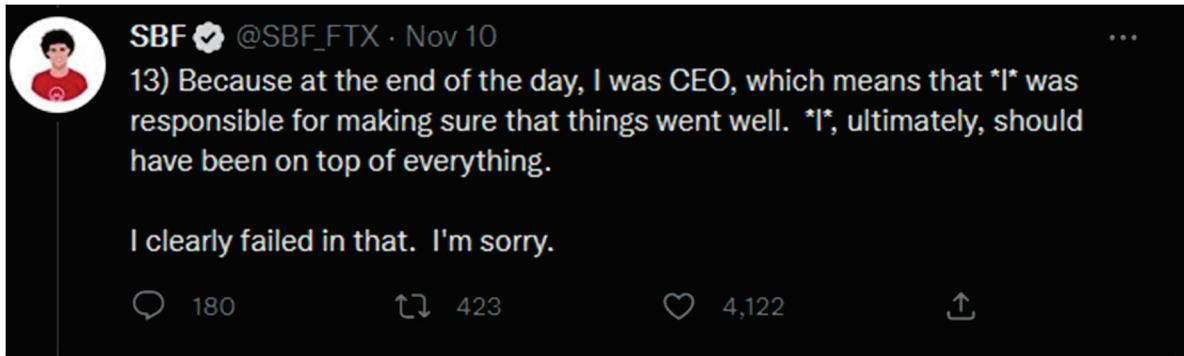 SBF @SBF_FTX · Nov 10
13) Because at the end of the day, I was CEO, which means that *I* was
responsible for making sure that things went well.  *I*, ultimately, should
have been on top of everything.
I clearly failed in that.  I'm sorry.
180 423 4,122